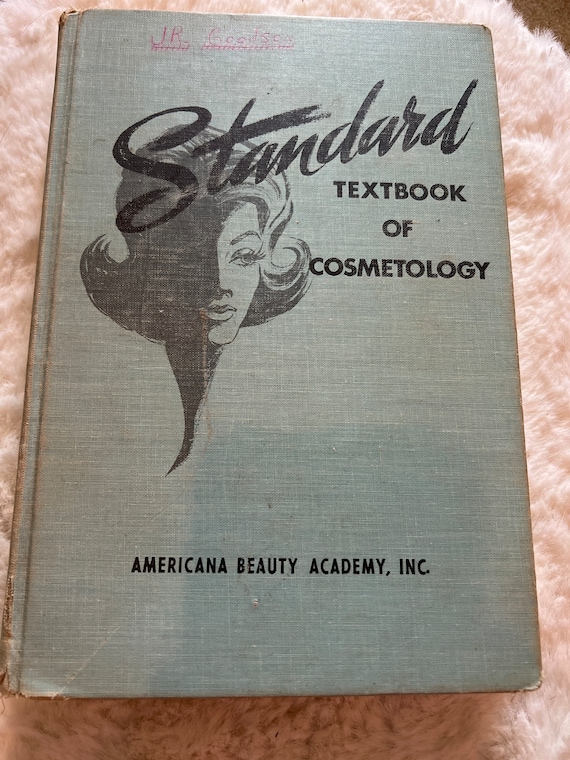 J.R.
Standard
TEXTBOOK
OF
COSMETOLOGY
AMERICANA BEAUTY ACADEMY, INC.